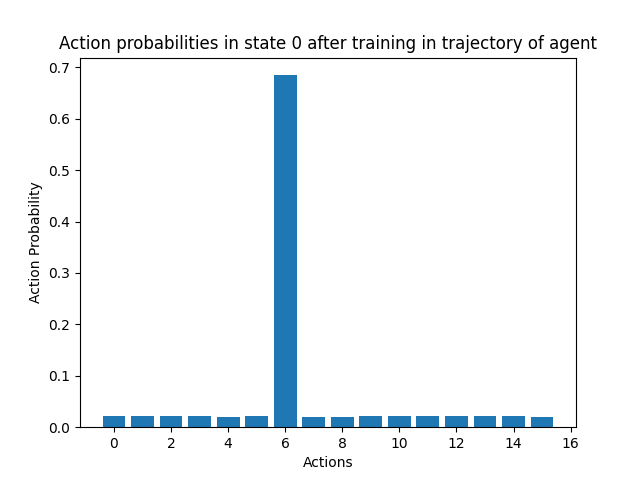 Action probabilities in state 0 after training in trajectory of agent
0.7
0.6
0.5
0.4
0.3
0.2
0.1
0.0
Action Probability
0 2 4 6 8 10 12 14 16
Actions